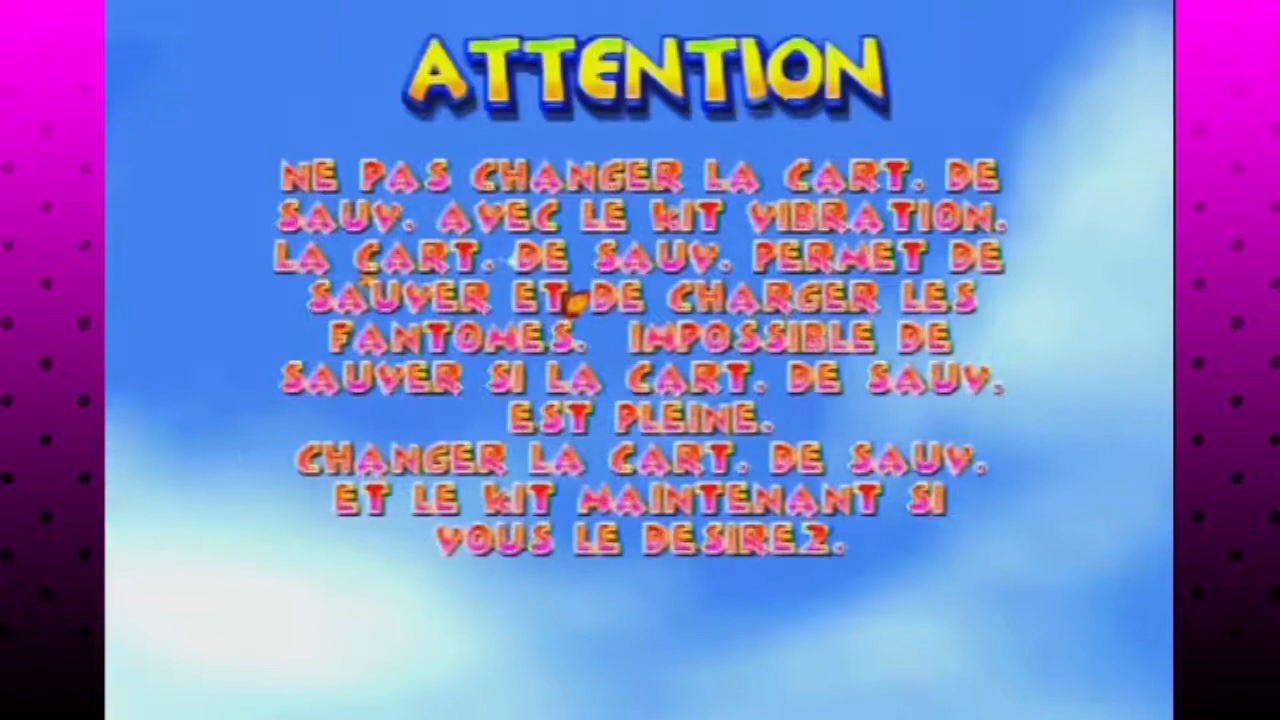 ATTENTION
NE PAS CHANGER LA CART. DE
SAUV. AVEC LE KIT VIBRATION.
LA CART. DE SAUV. PERMET DE
SAUVER ET DE CHARGER LES
FANTOMES. IMPOSSIBLE DE
SAUVER SI LA CART. DE SAUV.
EST PLEINE.
CHANGER LA CART. DE SAUV.
ET LE KIT MAINTENANT SI
VOUS LE DESIREZ.